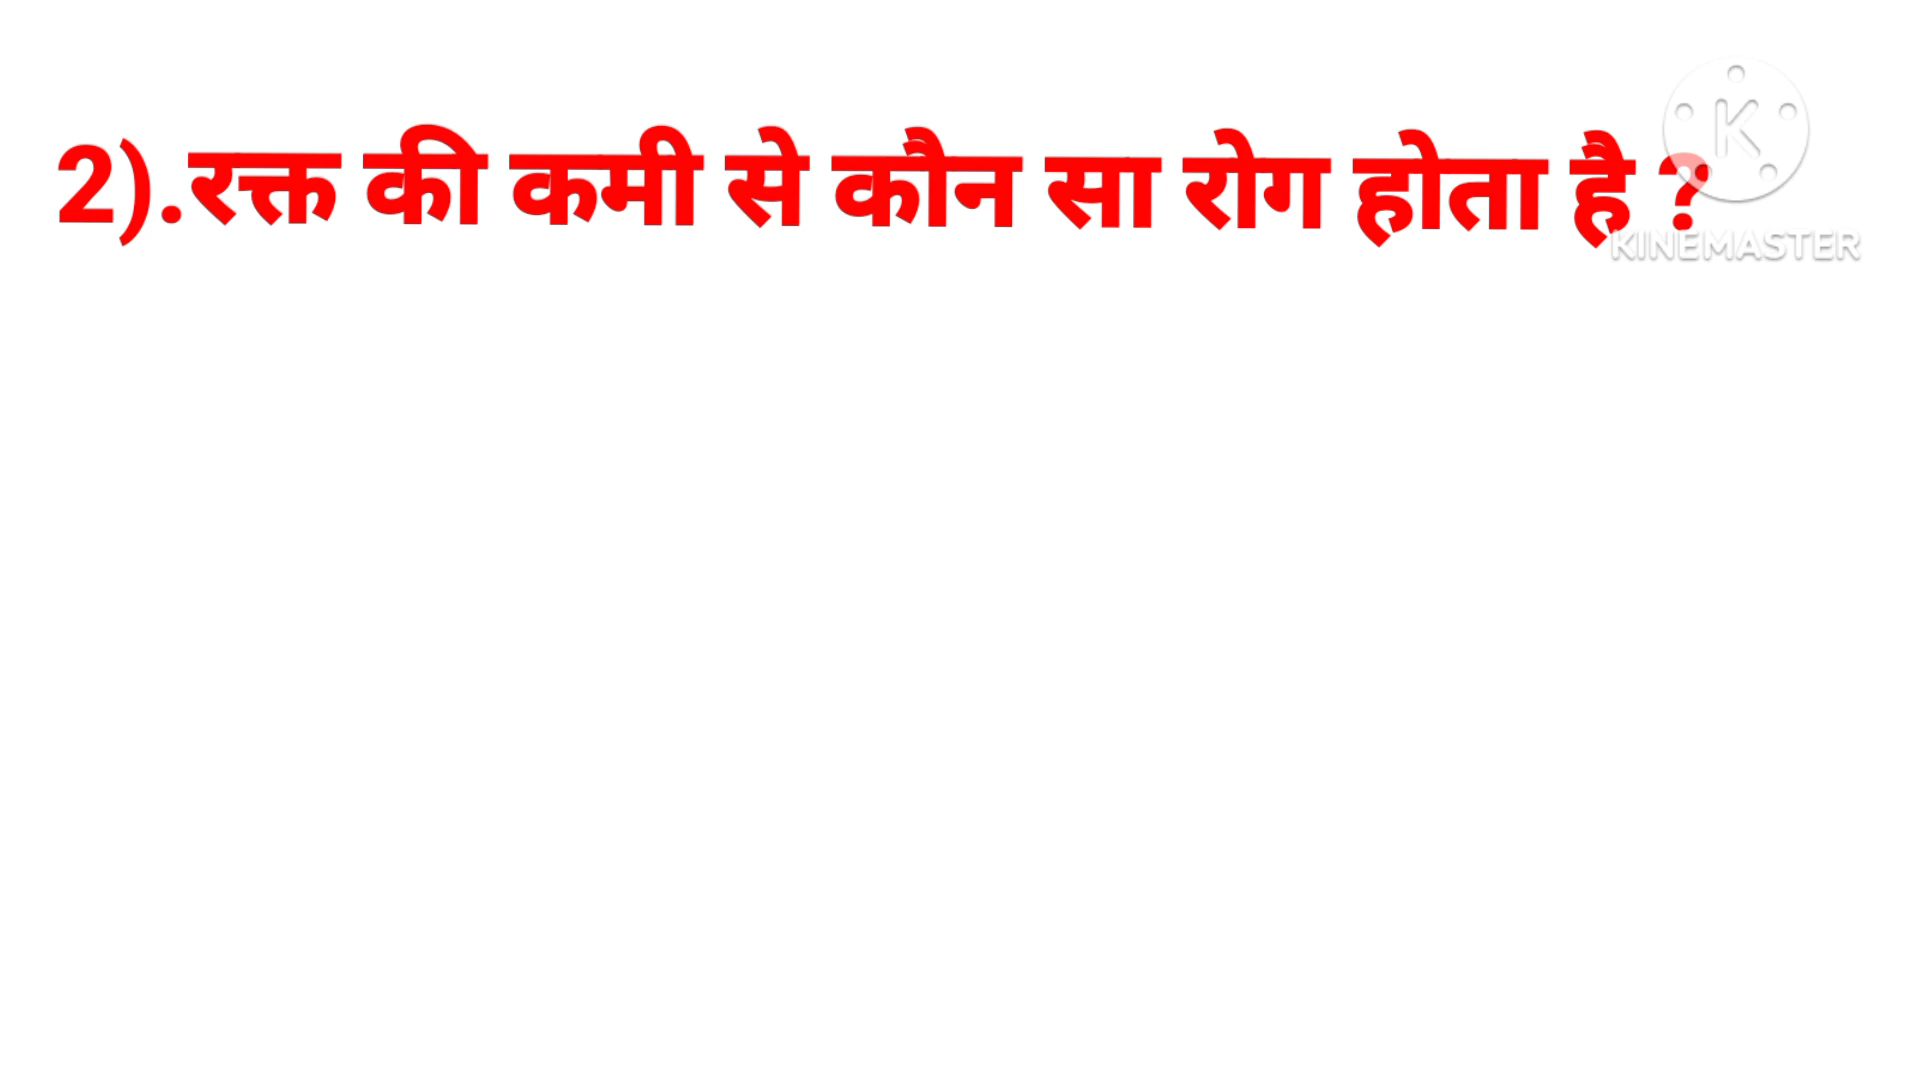 2).रक्त की कमी से कौन सा रोग होता है ?
K
KINEMASTER